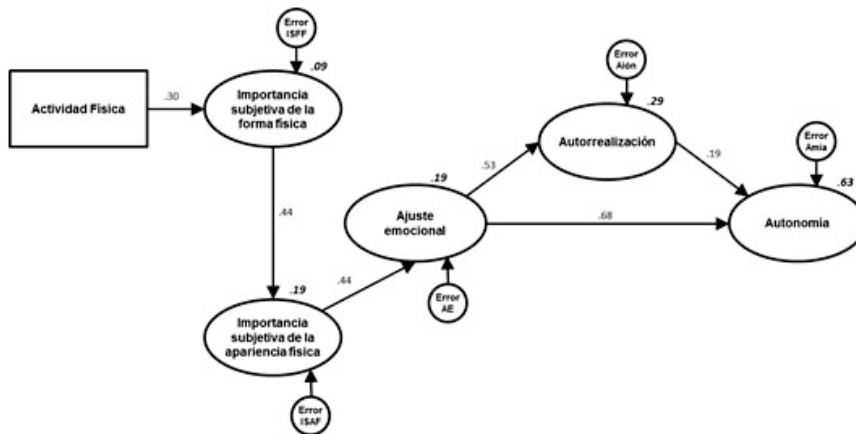 Error
ISFF
.09
Actividad Física
.30
Importancia
subjetiva de la
forma física
.44
Error
Aión
.29
Autorrealización
.19
Error
Amía
.63
Autonomía
.53
.19
Ajuste
emocional
.68
.44
Error
AE
.19
Importancia
subjetiva de la
apariencia física
Error
ISAF